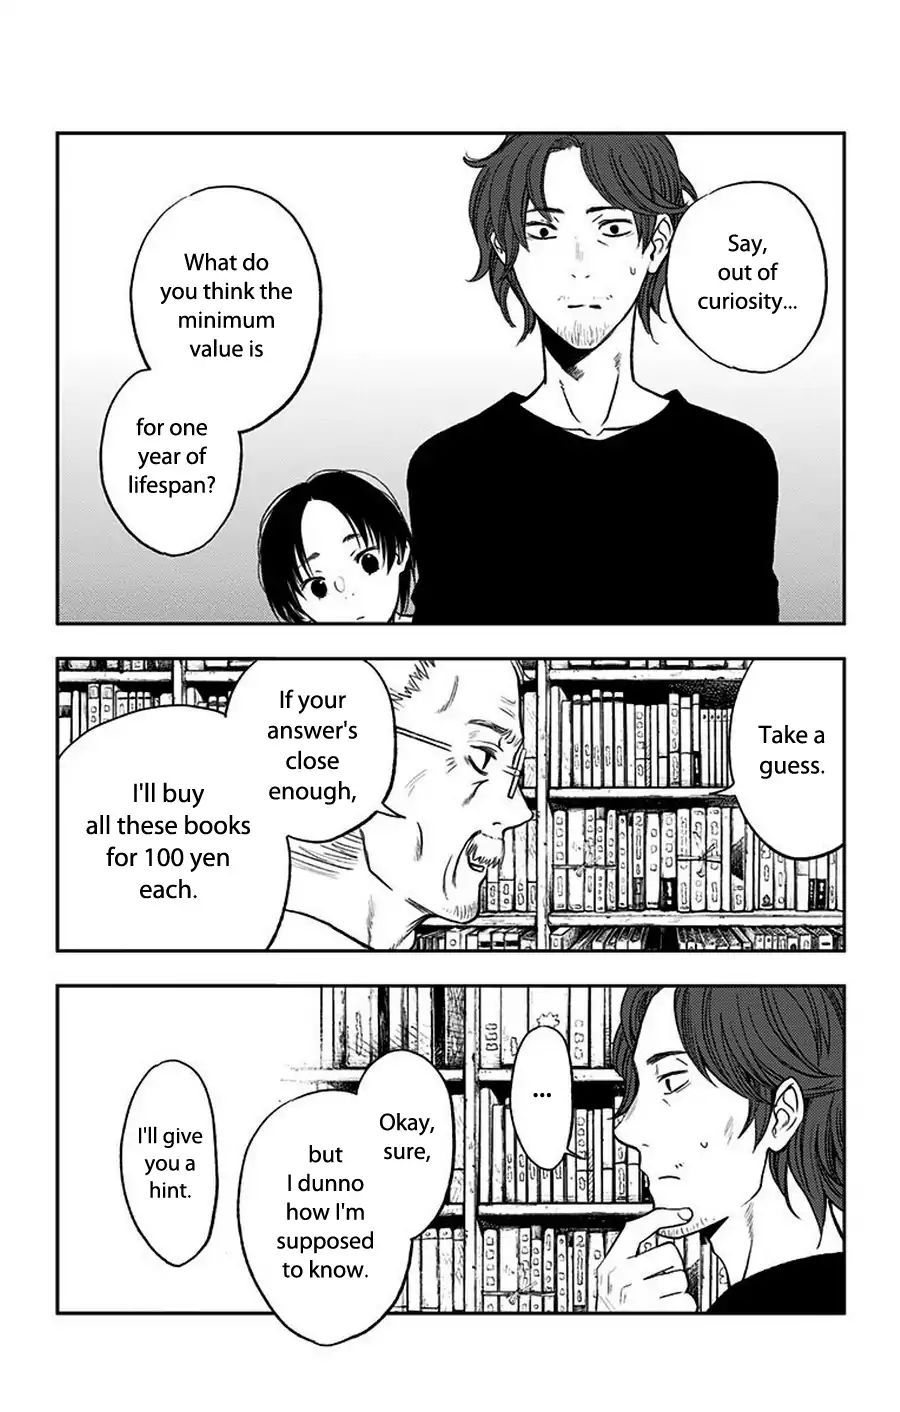 Say,
out of
curiosity...
What do
you think the
minimum
value is
for one
year of
lifespan?
Take a
guess.
If your
answer's
close
enough,
I'll buy
all these books
for 100 yen
each.
...
Okay,
sure,
but
I dunno
how I'm
supposed
to know.
I'll give
you a
hint.